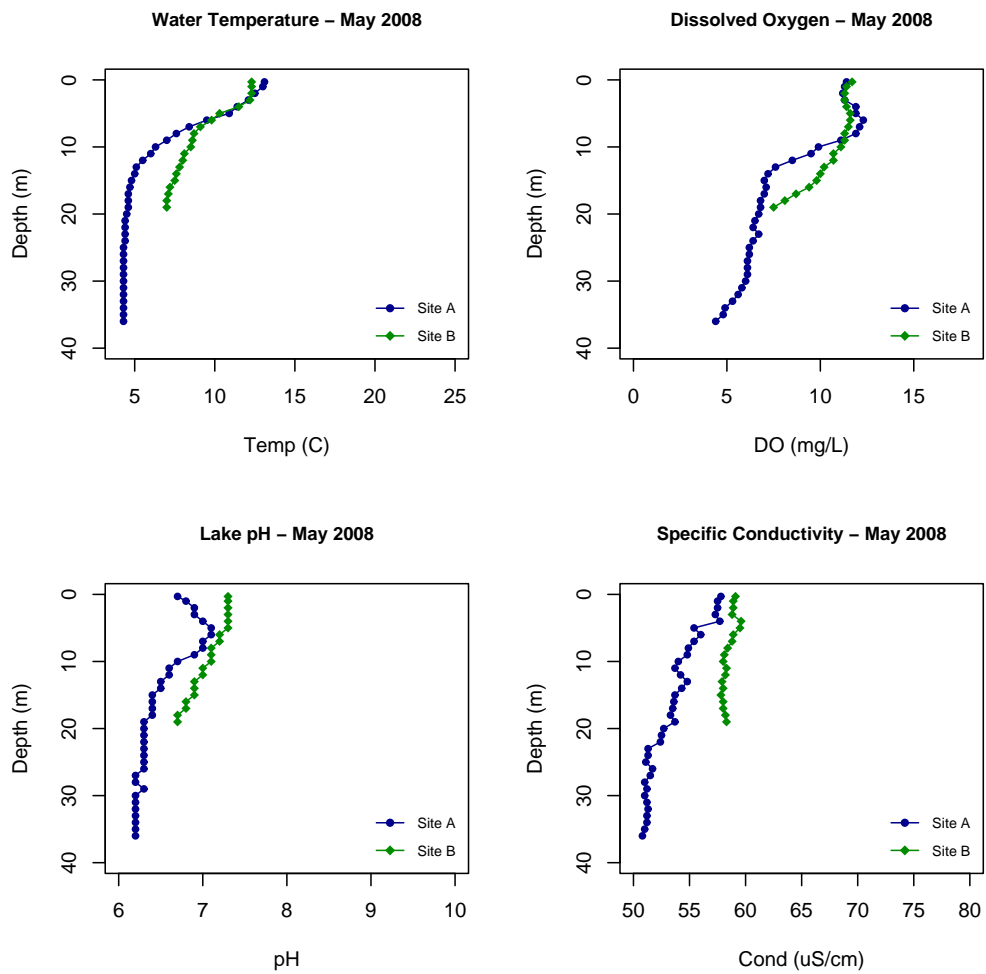 Water Temperature – May 2008
0
10
20
30
40
Depth (m)
5
10
15
20
25
Temp (C)
Site A
Site B
Dissolved Oxygen – May 2008
0
10
20
30
40
Depth (m)
0
5
10
15
DO (mg/L)
Site A
Site B
Lake pH – May 2008
0
10
20
30
40
Depth (m)
6
7
8
9
10
pH
Site A
Site B
Specific Conductivity – May 2008
0
10
20
30
40
Depth (m)
50
55
60
65
70
75
80
Cond (uS/cm)
Site A
Site B